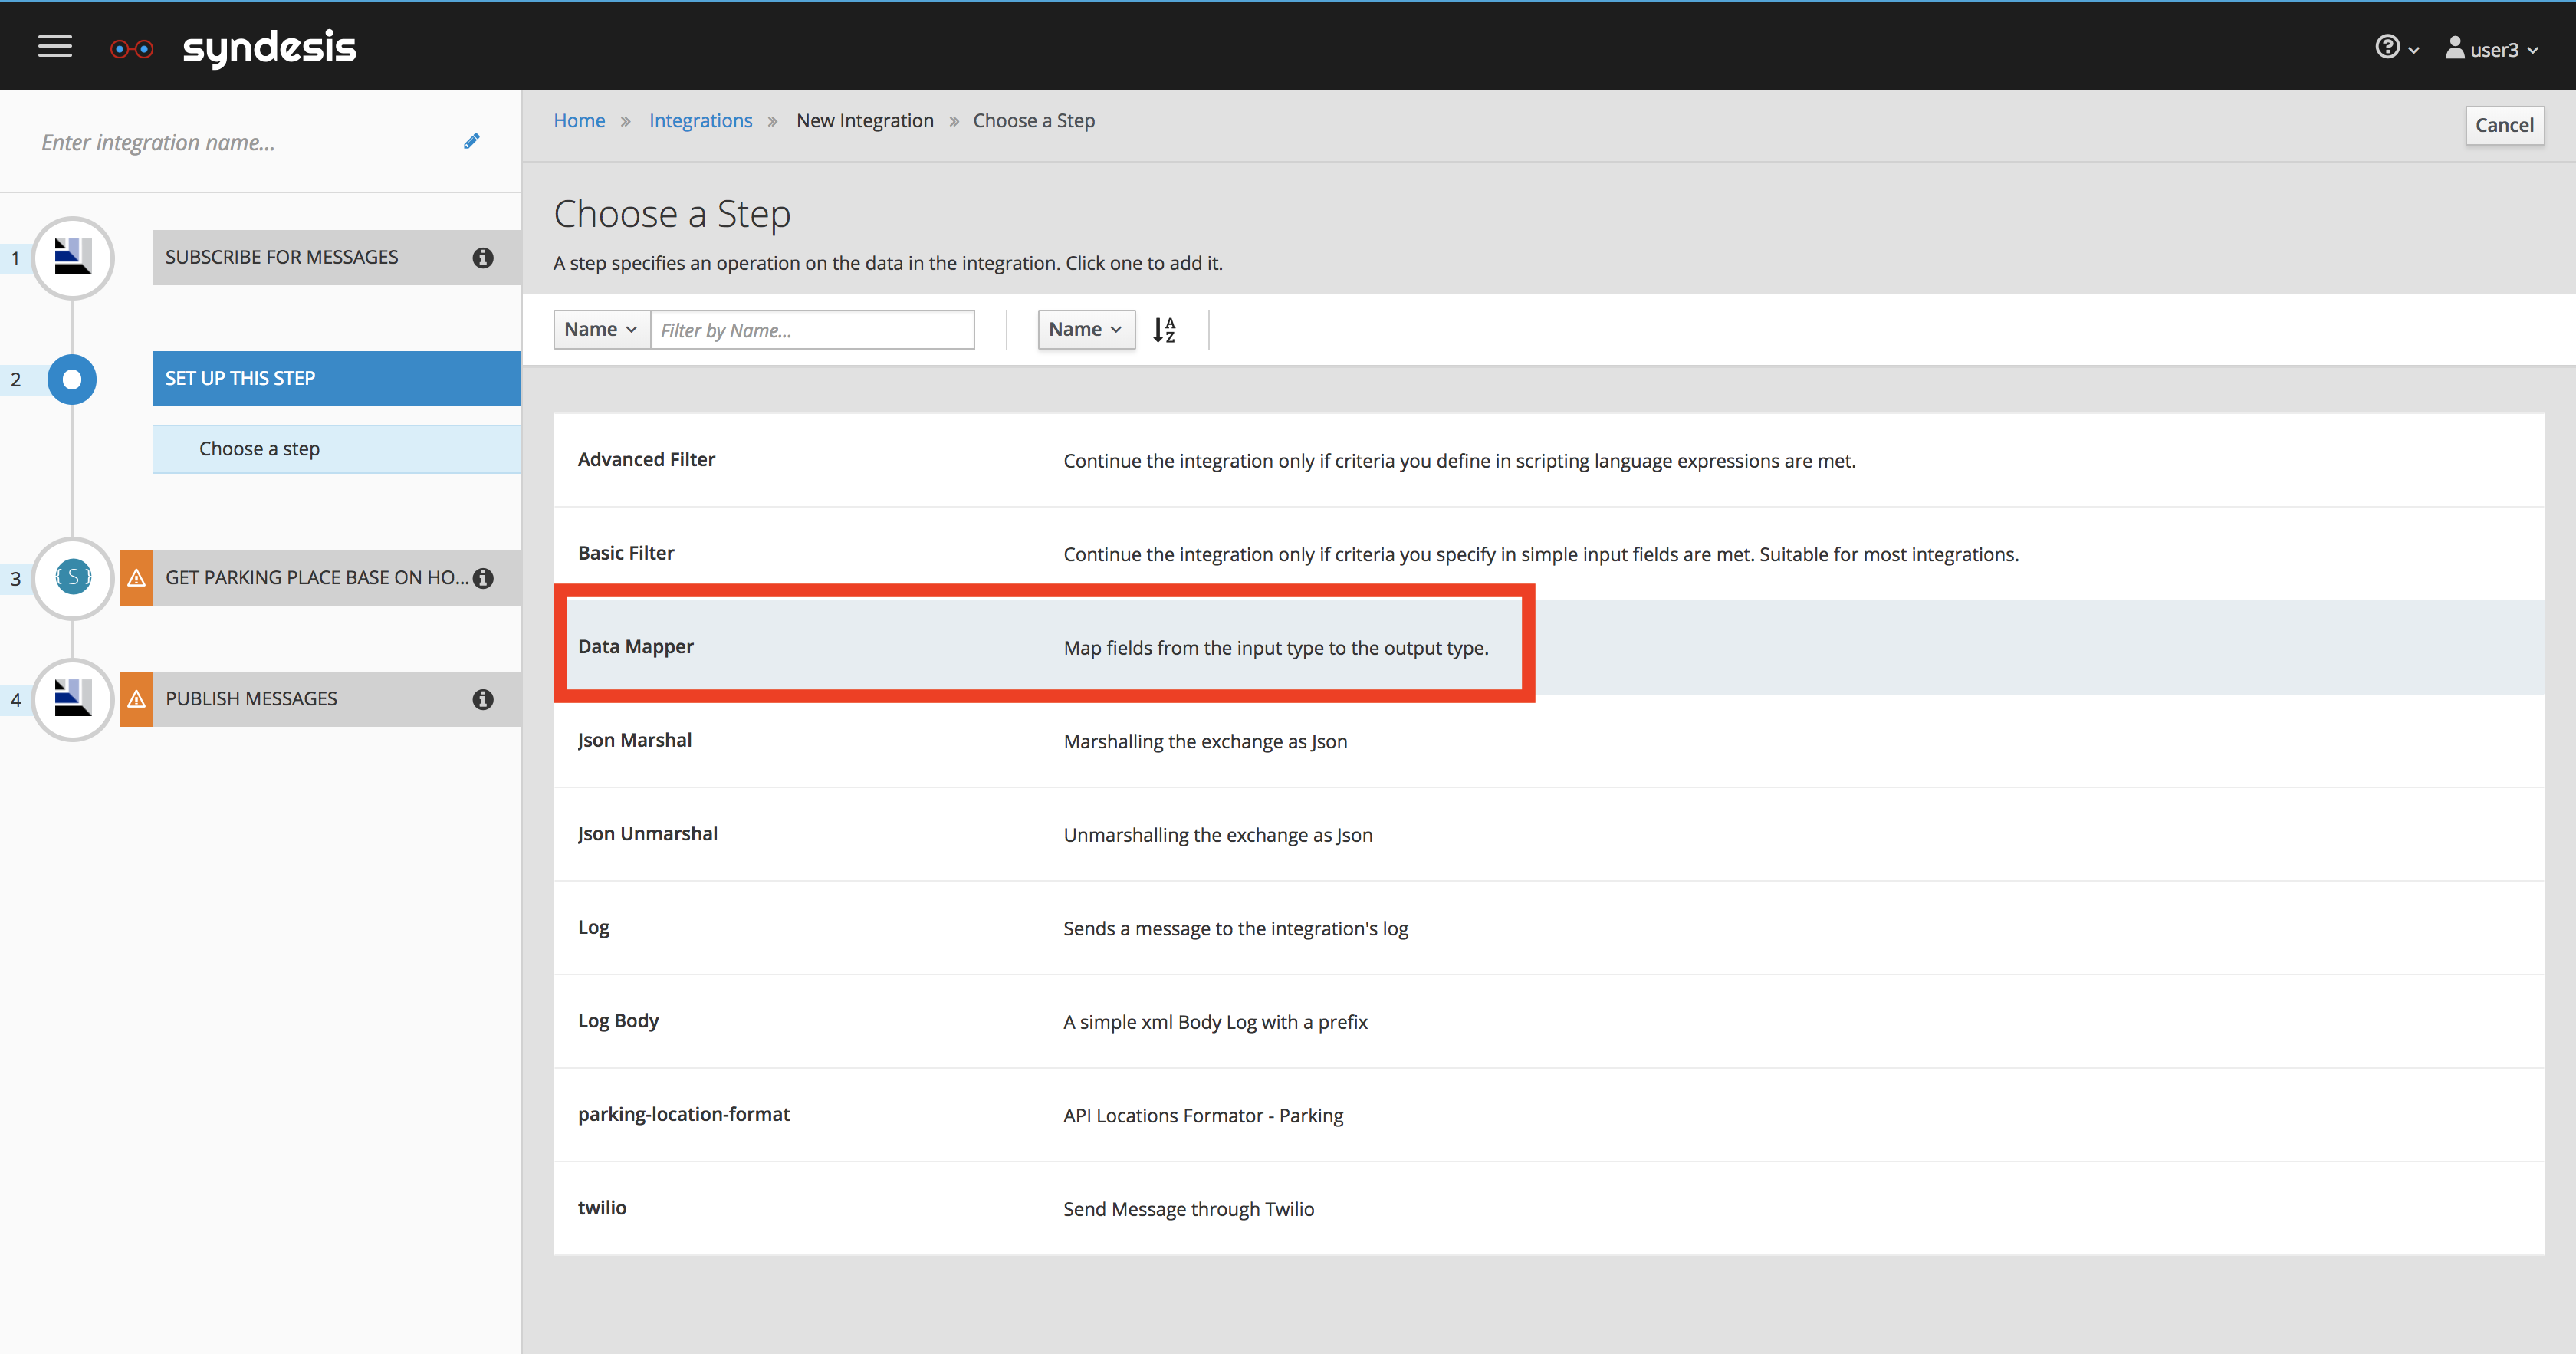 syndesis
user3
Enter integration name...
Home » Integrations » New Integration » Choose a Step
Cancel
1 SUBSCRIBE FOR MESSAGES
2 SET UP THIS STEP
Choose a step
3 { S } GET PARKING PLACE BASE ON HO...
4 PUBLISH MESSAGES
Choose a Step
A step specifies an operation on the data in the integration. Click one to add it.
Name Filter by Name... Name A Z
Advanced Filter Continue the integration only if criteria you define in scripting language expressions are met.
Basic Filter Continue the integration only if criteria you specify in simple input fields are met. Suitable for most integrations.
Data Mapper Map fields from the input type to the output type.
Json Marshal Marshalling the exchange as Json
Json Unmarshal Unmarshalling the exchange as Json
Log Sends a message to the integration's log
Log Body A simple xml Body Log with a prefix
parking-location-format API Locations Formator - Parking
twilio Send Message through Twilio